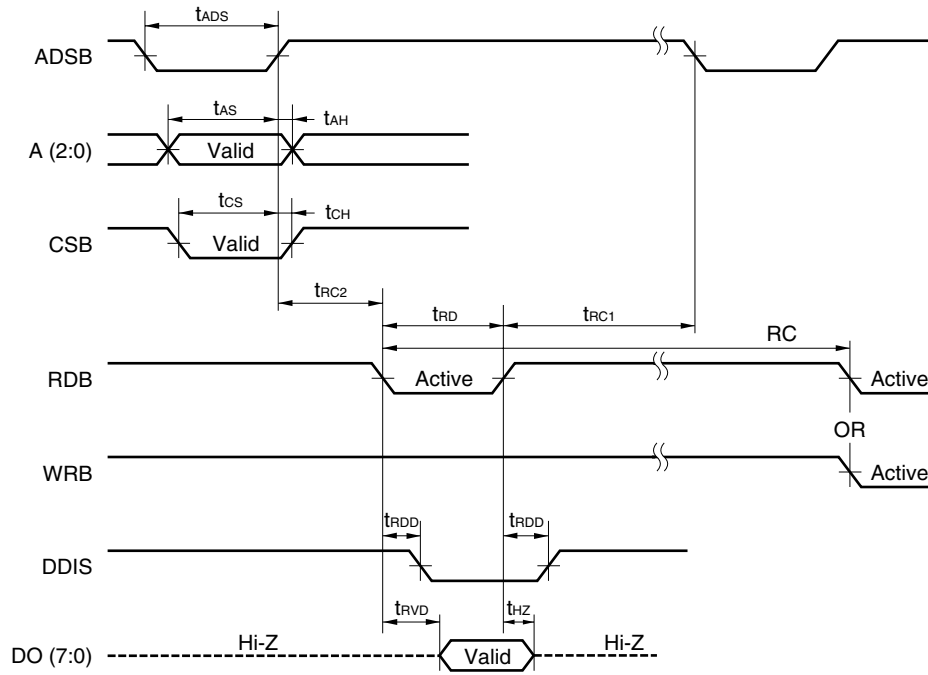 tADS
ADSB
tAS
tAH
A (2:0)
Valid
tCS
tCH
CSB
Valid
tRC2
tRD
tRC1
RC
RDB
Active
Active
OR
WRB
Active
tRDD
tRDD
DDIS
tRVD
tHZ
DO (7:0)
Hi-Z
Valid
Hi-Z